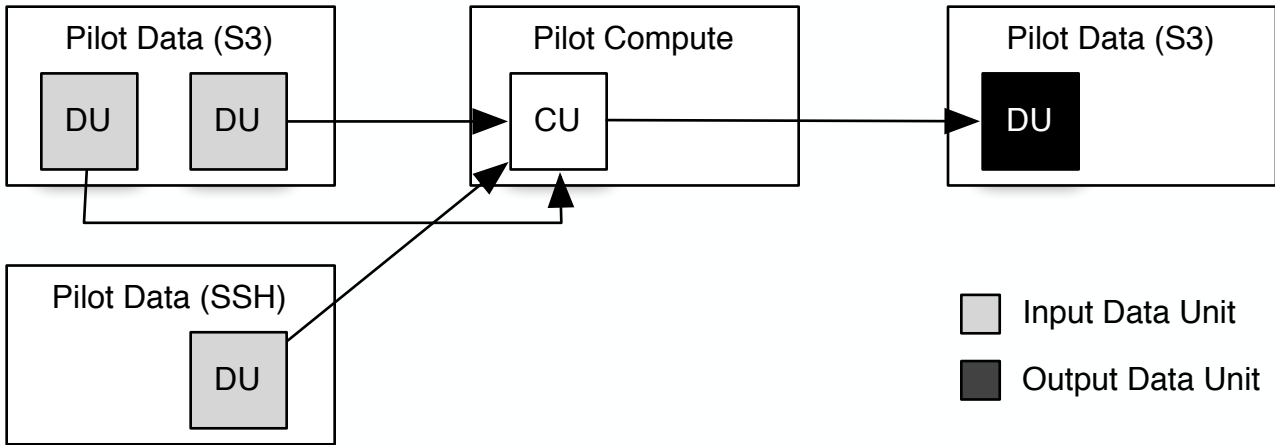 Pilot Data (S3)
DU
DU
Pilot Compute
CU
Pilot Data (S3)
DU
Pilot Data (SSH)
DU
Input Data Unit
Output Data Unit